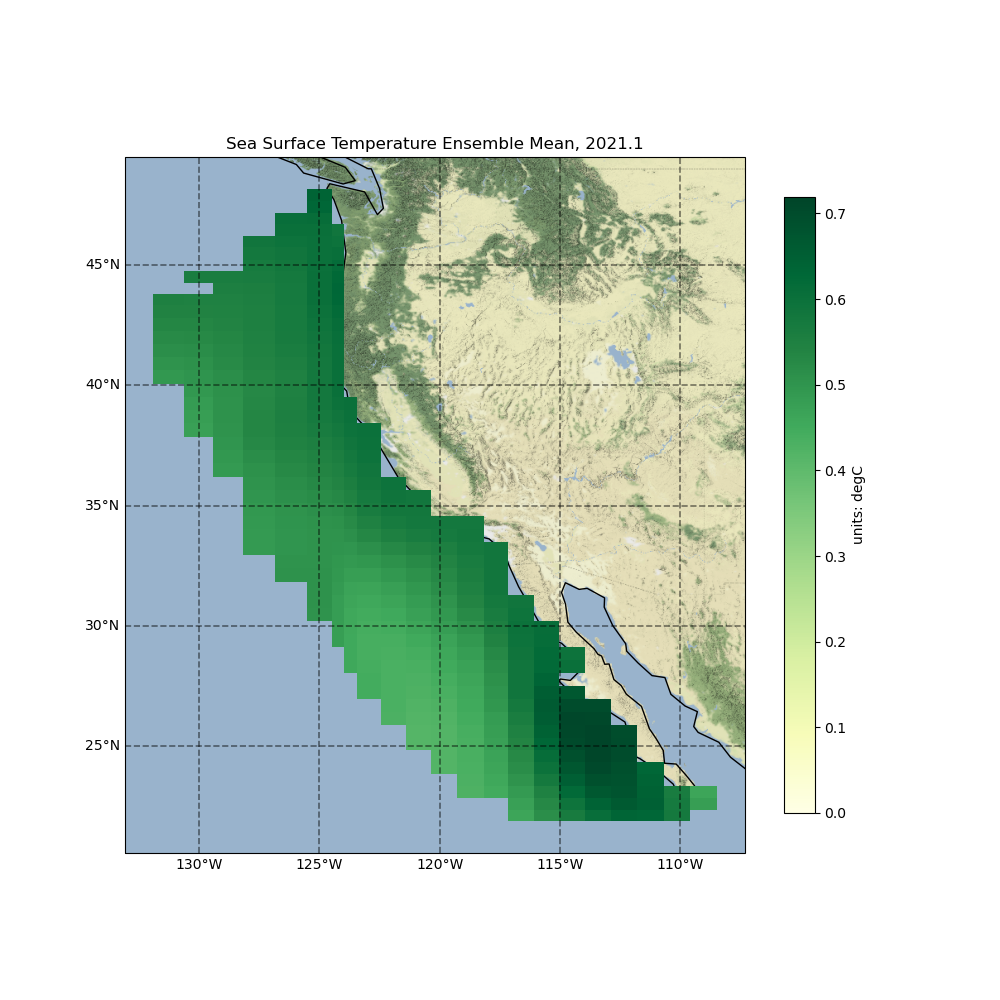 Sea Surface Temperature Ensemble Mean, 2021.1
45°N
40°N
35°N
30°N
25°N
130°W 125°W 120°W 115°W 110°W
0.7
0.6
0.5
0.4
0.3
0.2
0.1
0.0
units: degC